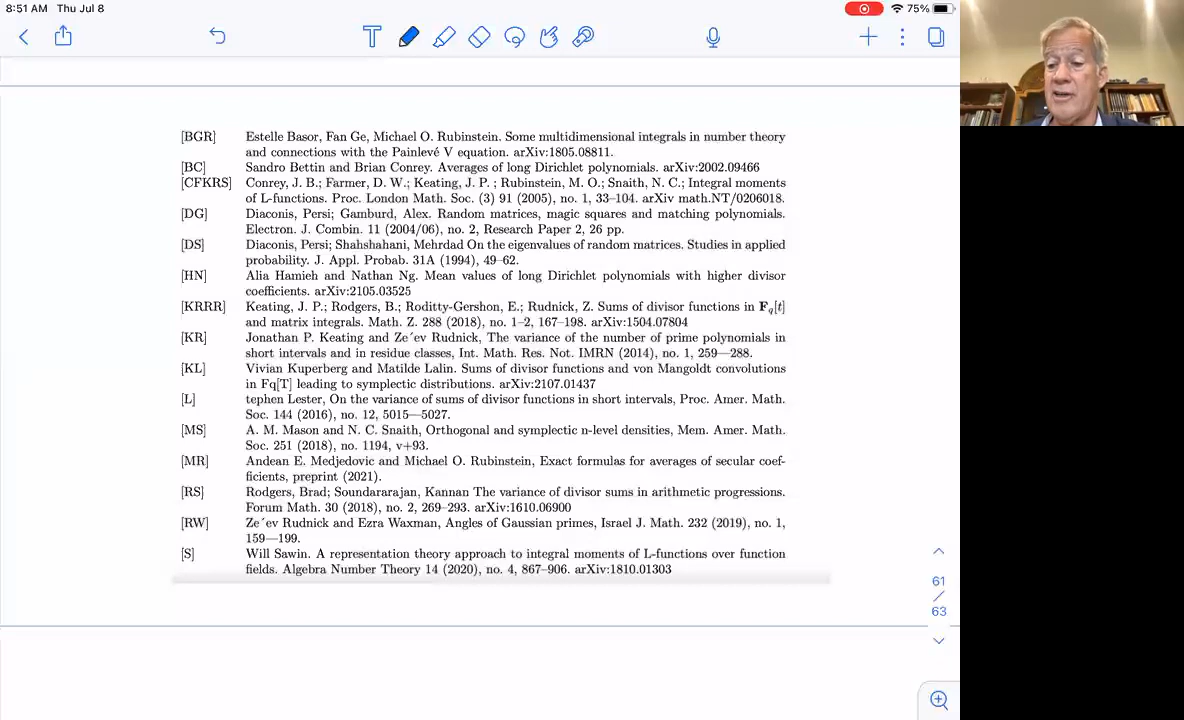 8:51 AM Thu Jul 8
75%
[BGR] Estelle Basor, Fan Ge, Michael O. Rubinstein. Some multidimensional integrals in number theory
and connections with the Painlevé V equation. arXiv:1805.08811.
[BC] Sandro Bettin and Brian Conrey. Averages of long Dirichlet polynomials. arXiv:2002.09466
[CFKRS] Conrey, J. B.; Farmer, D. W.; Keating, J. P. ; Rubinstein, M. O.; Snaith, N. C.; Integral moments
of L-functions. Proc. London Math. Soc. (3) 91 (2005), no. 1, 33–104. arXiv math.NT/0206018.
[DG] Diaconis, Persi; Gamburd, Alex. Random matrices, magic squares and matching polynomials.
Electron. J. Combin. 11 (2004/06), no. 2, Research Paper 2, 26 pp.
[DS] Diaconis, Persi; Shahshahani, Mehrdad On the eigenvalues of random matrices. Studies in applied
probability. J. Appl. Probab. 31A (1994), 49–62.
[HN] Alia Hamieh and Nathan Ng. Mean values of long Dirichlet polynomials with higher divisor
coefficients. arXiv:2105.03525
[KRRR] Keating, J. P.; Rodgers, B.; Roditty-Gershon, E.; Rudnick, Z. Sums of divisor functions in F_q[t]
and matrix integrals. Math. Z. 288 (2018), no. 1–2, 167–198. arXiv:1504.07804
[KR] Jonathan P. Keating and Ze´ev Rudnick, The variance of the number of prime polynomials in
short intervals and in residue classes, Int. Math. Res. Not. IMRN (2014), no. 1, 259—288.
[KL] Vivian Kuperberg and Matilde Lalin. Sums of divisor functions and von Mangoldt convolutions
in Fq[T] leading to symplectic distributions. arXiv:2107.01437
[L] tephen Lester, On the variance of sums of divisor functions in short intervals, Proc. Amer. Math.
Soc. 144 (2016), no. 12, 5015—5027.
[MS] A. M. Mason and N. C. Snaith, Orthogonal and symplectic n-level densities, Mem. Amer. Math.
Soc. 251 (2018), no. 1194, v+93.
[MR] Andean E. Medjedovic and Michael O. Rubinstein, Exact formulas for averages of secular coef-
ficients, preprint (2021).
[RS] Rodgers, Brad; Soundararajan, Kannan The variance of divisor sums in arithmetic progressions.
Forum Math. 30 (2018), no. 2, 269–293. arXiv:1610.06900
[RW] Ze´ev Rudnick and Ezra Waxman, Angles of Gaussian primes, Israel J. Math. 232 (2019), no. 1,
159—199.
[S] Will Sawin. A representation theory approach to integral moments of L-functions over function
fields. Algebra Number Theory 14 (2020), no. 4, 867–906. arXiv:1810.01303
61
/
63